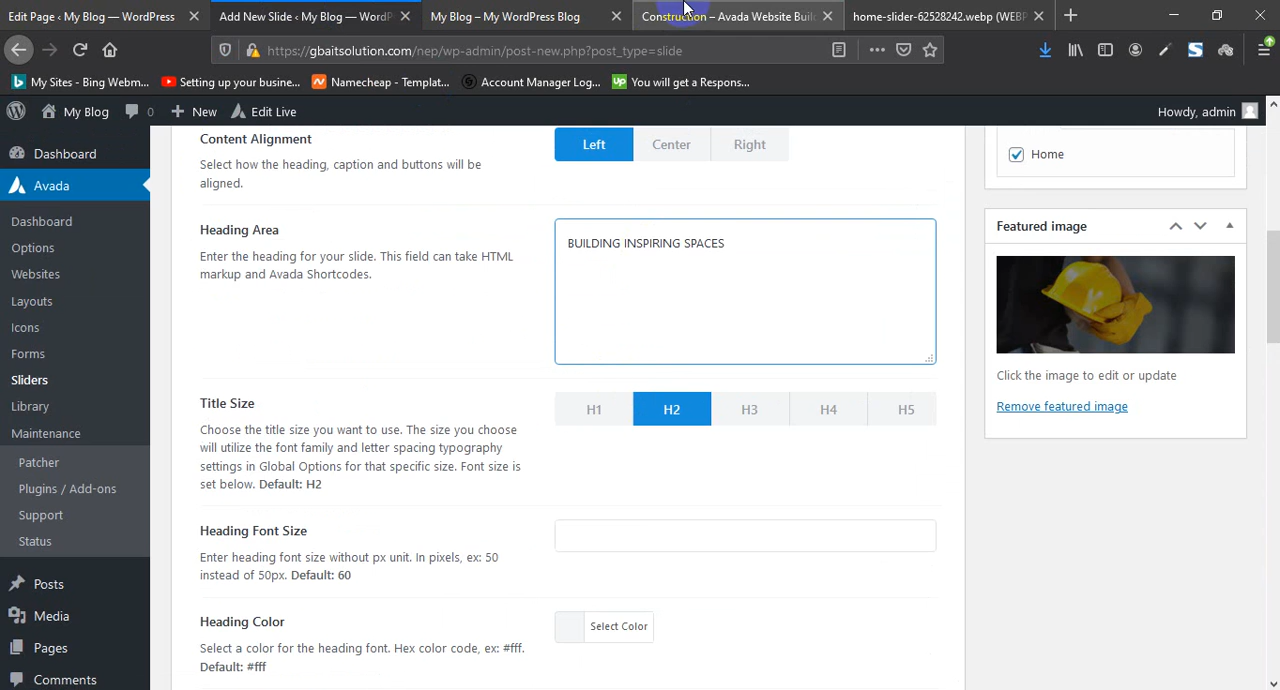 Edit Page ‹ My Blog — WordPress
Add New Slide ‹ My Blog — WordP
My Blog – My WordPress Blog
Construction – Avada Website Buil
home-slider-62528242.webp (WEBP
https://gbaitsolution.com/nep/wp-admin/post-new.php?post_type=slide
My Sites - Bing Webm...
Setting up your busine...
Namecheap - Templat...
Account Manager Log...
You will get a Respons...
My Blog
0
New
Edit Live
Howdy, admin
Dashboard
Avada
Dashboard
Options
Websites
Layouts
Icons
Forms
Sliders
Library
Maintenance
Patcher
Plugins / Add-ons
Support
Status
Posts
Media
Pages
Comments
Content Alignment
Select how the heading, caption and buttons will be
aligned.
Left
Center
Right
Heading Area
Enter the heading for your slide. This field can take HTML
markup and Avada Shortcodes.
BUILDING INSPIRING SPACES
Title Size
Choose the title size you want to use. The size you choose
will utilize the font family and letter spacing typography
settings in Global Options for that specific size. Font size is
set below. Default: H2
H1
H2
H3
H4
H5
Heading Font Size
Enter heading font size without px unit. In pixels, ex: 50
instead of 50px. Default: 60
Heading Color
Select a color for the heading font. Hex color code, ex: #fff.
Default: #fff
Select Color
Home
Featured image
Click the image to edit or update
Remove featured image